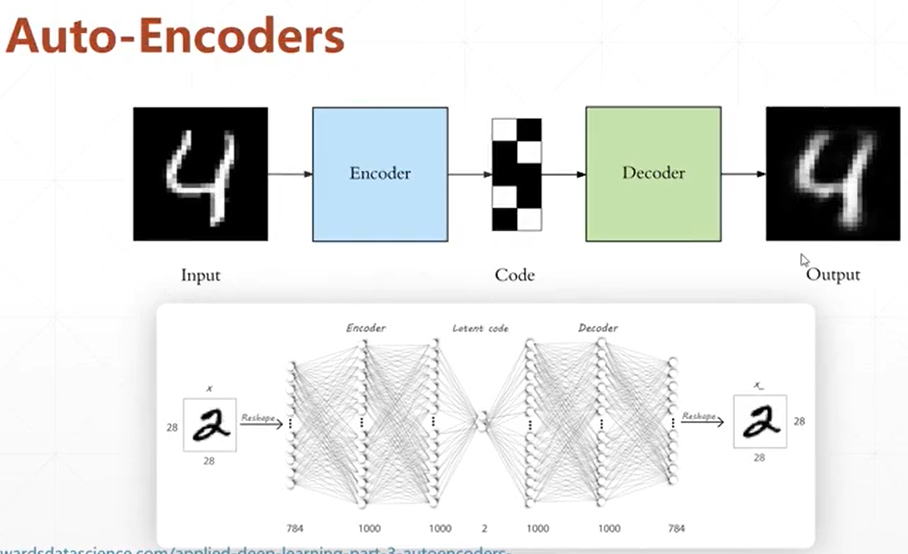 Auto-Encoders
Encoder
Decoder
Input
Code
Output
Encoder Latent code Decoder
x
x_
Reshape
Reshape
28
28
28
28
784 1000 1000 2 1000 1000 784
wardsdatascience.com/applied-deep-learning-part-3-autoencoders-